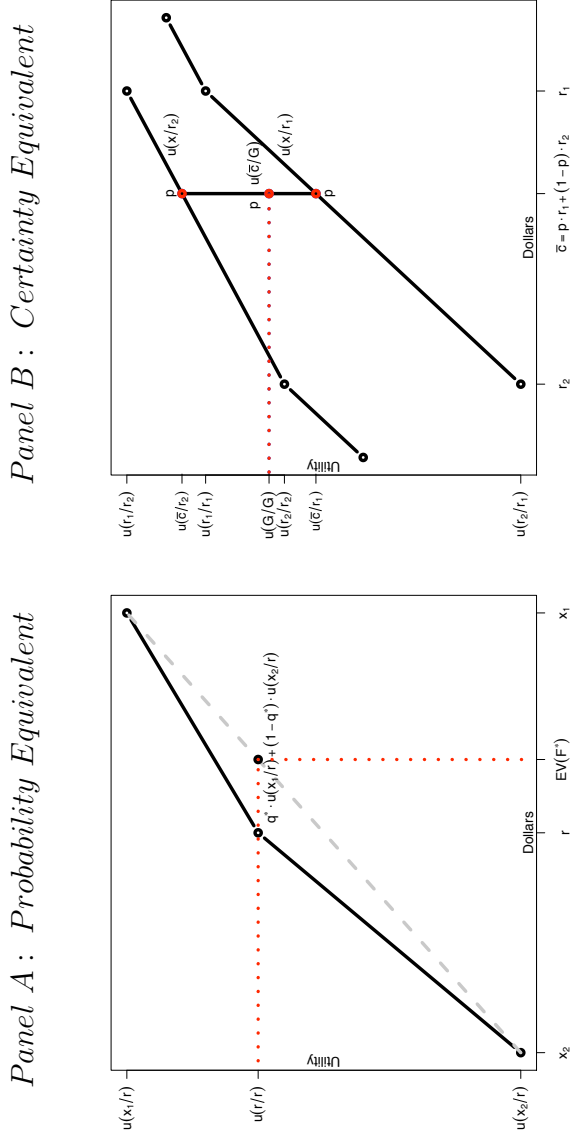 Panel A : Probability Equivalent
u(x₁/r)
u(r/r)
u(x₂/r)
Utility
q* · u(x₁/r) + (1 − q*) · u(x₂/r)
x₂
r
EV(F*)
x₁
Dollars
Panel B : Certainty Equivalent
u(r₁/r₂)
u(c̅/r₂)
u(r₁/r₁)
u(G/G)
u(r₂/r₂)
u(c̅/r₁)
u(r₂/r₁)
Utility
p
u(x/r₂)
p
u(c̅/G)
u(x/r₁)
p
r₂
c̅ = p · r₁ + (1 − p) · r₂
r₁
Dollars